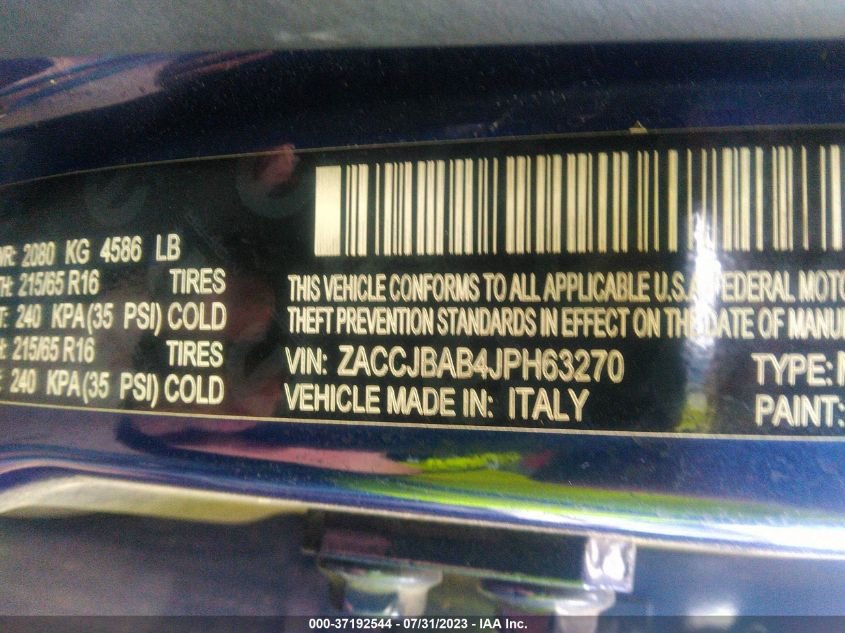 2080 KG 4586 LB
215/65 R16 TIRES
240 KPA(35 PSI) COLD
215/65 R16 TIRES
240 KPA(35 PSI) COLD
THIS VEHICLE CONFORMS TO ALL APPLICABLE U.S.A. FEDERAL
THEFT PREVENTION STANDARDS IN EFFECT ON THE DATE OF
VIN: ZACCJBAB4JPH63270 TYPE:
VEHICLE MADE IN: ITALY PAINT:
000-37192544 - 07/31/2023 - IAA Inc.